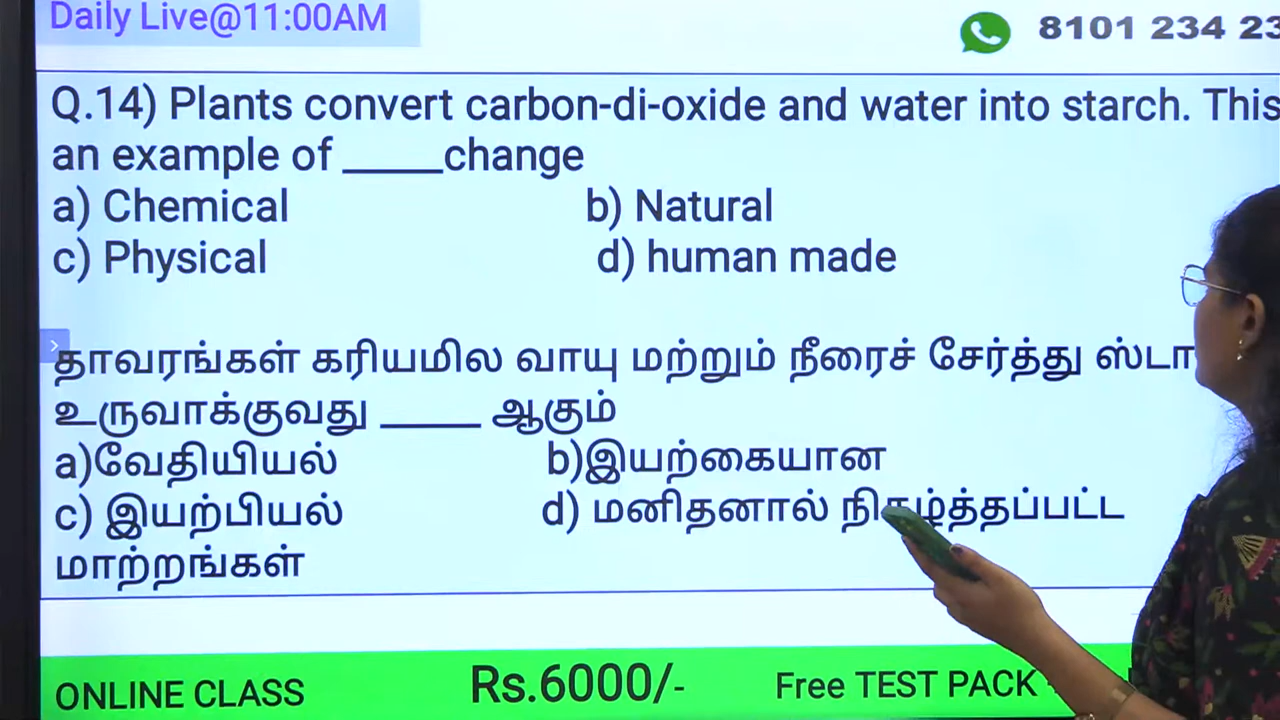 Daily Live@11:00AM
8101 234 23
Q.14) Plants convert carbon-di-oxide and water into starch. This
an example of _____change
a) Chemical b) Natural
c) Physical d) human made
தாவரங்கள் கரியமில வாயு மற்றும் நீரைச் சேர்த்து
உருவாக்குவது _____ ஆகும்
a)வேதியியல் b)இயற்கையான
c) இயற்பியல் d) மனிதனால் நிகழ்த்தப்பட்ட
மாற்றங்கள்
ONLINE CLASS Rs.6000/- Free TEST PACK